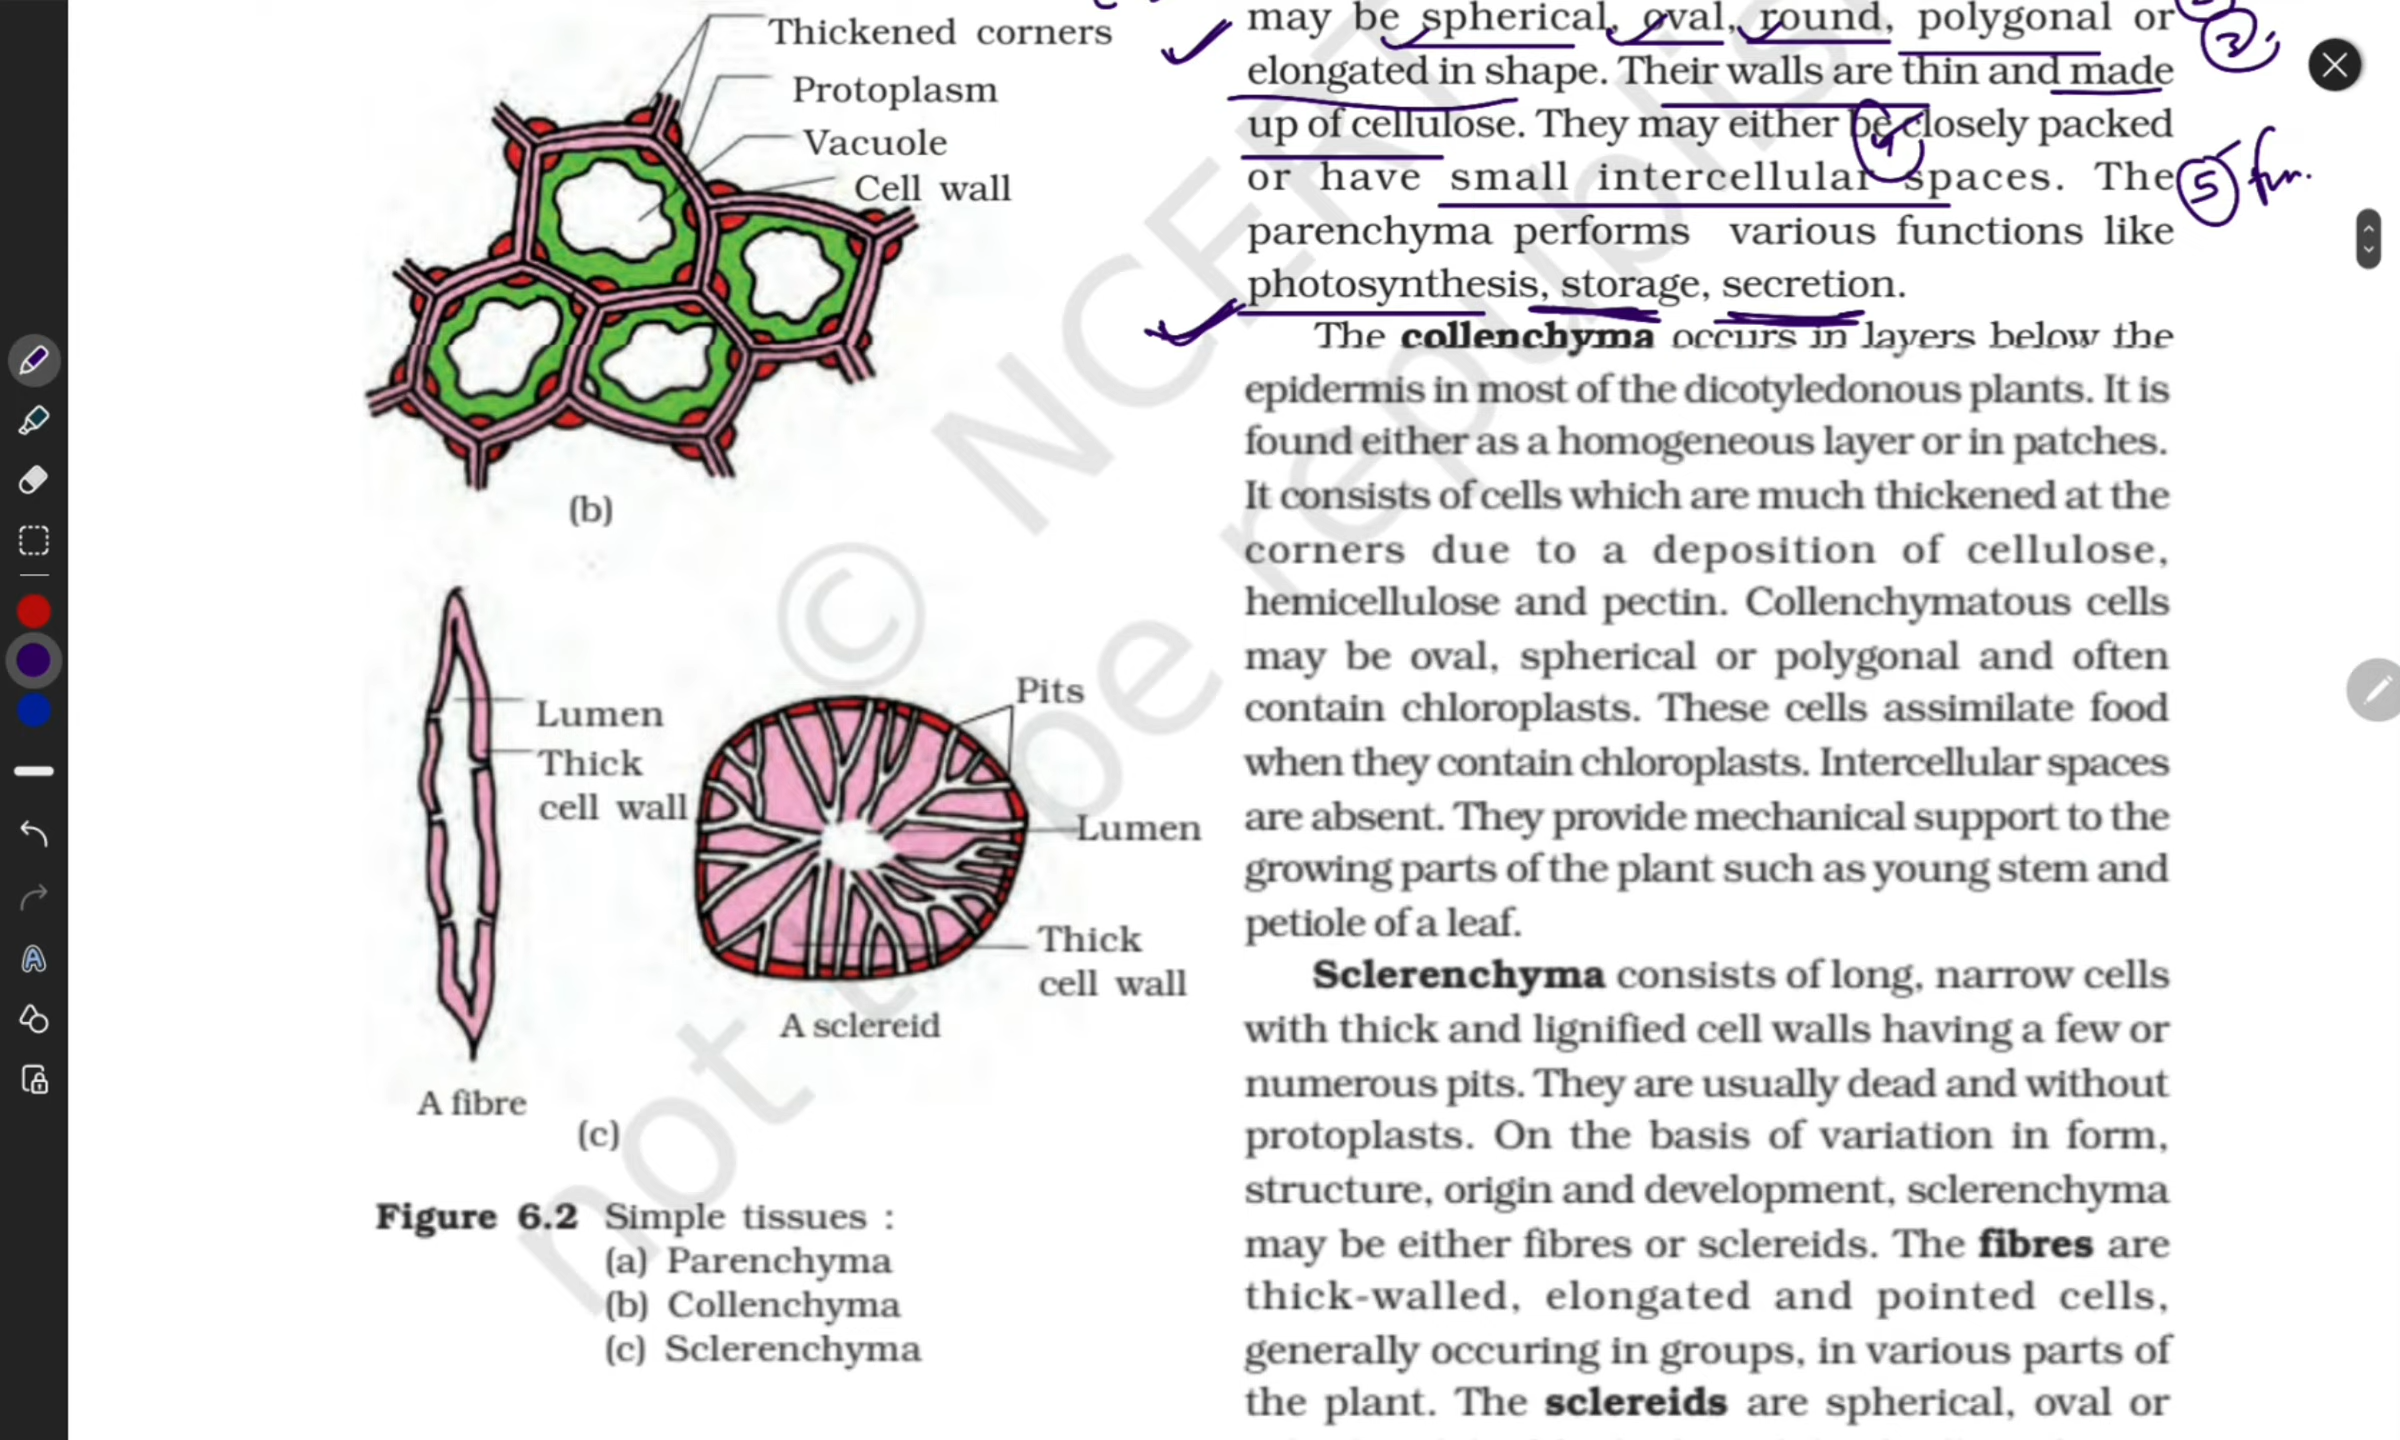 Thickened corners
Protoplasm
Vacuole
Cell wall
(b)
Lumen
Thick
cell wall
A fibre
Pits
Lumen
Thick
cell wall
A sclereid
(c)
Figure 6.2 Simple tissues :
(a) Parenchyma
(b) Collenchyma
(c) Sclerenchyma
may be spherical, oval, round, polygonal or
elongated in shape. Their walls are thin and made
up of cellulose. They may either be closely packed
or have small intercellular spaces. The
parenchyma performs various functions like
photosynthesis, storage, secretion.
The collenchyma occurs in layers below the
epidermis in most of the dicotyledonous plants. It is
found either as a homogeneous layer or in patches.
It consists of cells which are much thickened at the
corners due to a deposition of cellulose,
hemicellulose and pectin. Collenchymatous cells
may be oval, spherical or polygonal and often
contain chloroplasts. These cells assimilate food
when they contain chloroplasts. Intercellular spaces
are absent. They provide mechanical support to the
growing parts of the plant such as young stem and
petiole of a leaf.
Sclerenchyma consists of long, narrow cells
with thick and lignified cell walls having a few or
numerous pits. They are usually dead and without
protoplasts. On the basis of variation in form,
structure, origin and development, sclerenchyma
may be either fibres or sclereids. The fibres are
thick-walled, elongated and pointed cells,
generally occuring in groups, in various parts of
the plant. The sclereids are spherical, oval or
3
4
5 fun.
© NCERT
not to be republis